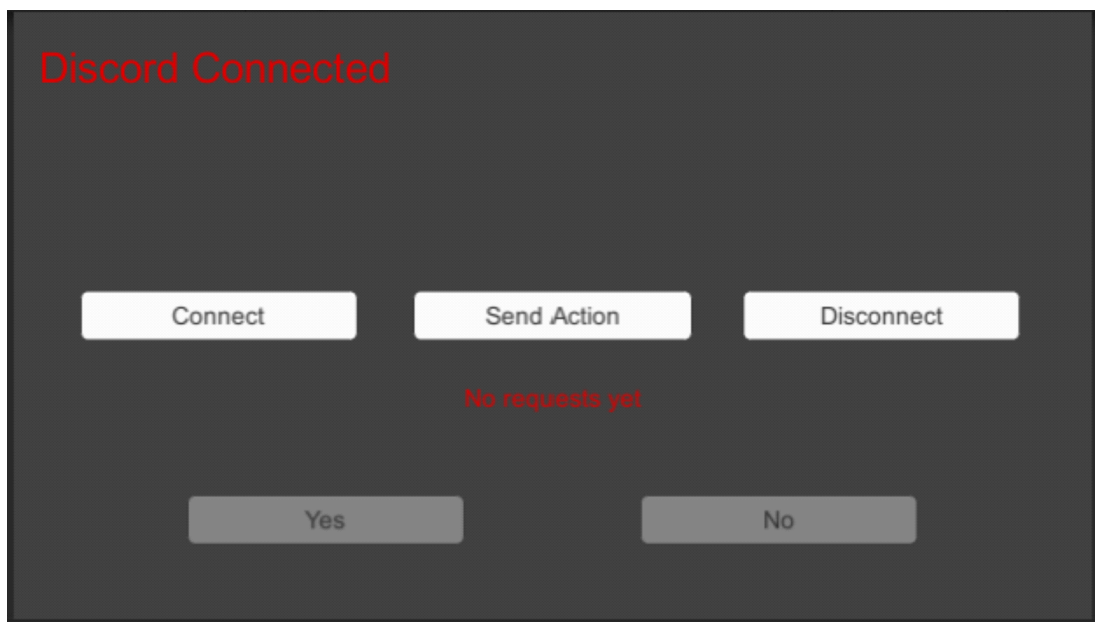 Discord Connected
Connect
Send Action
Disconnect
No requests yet
Yes
No